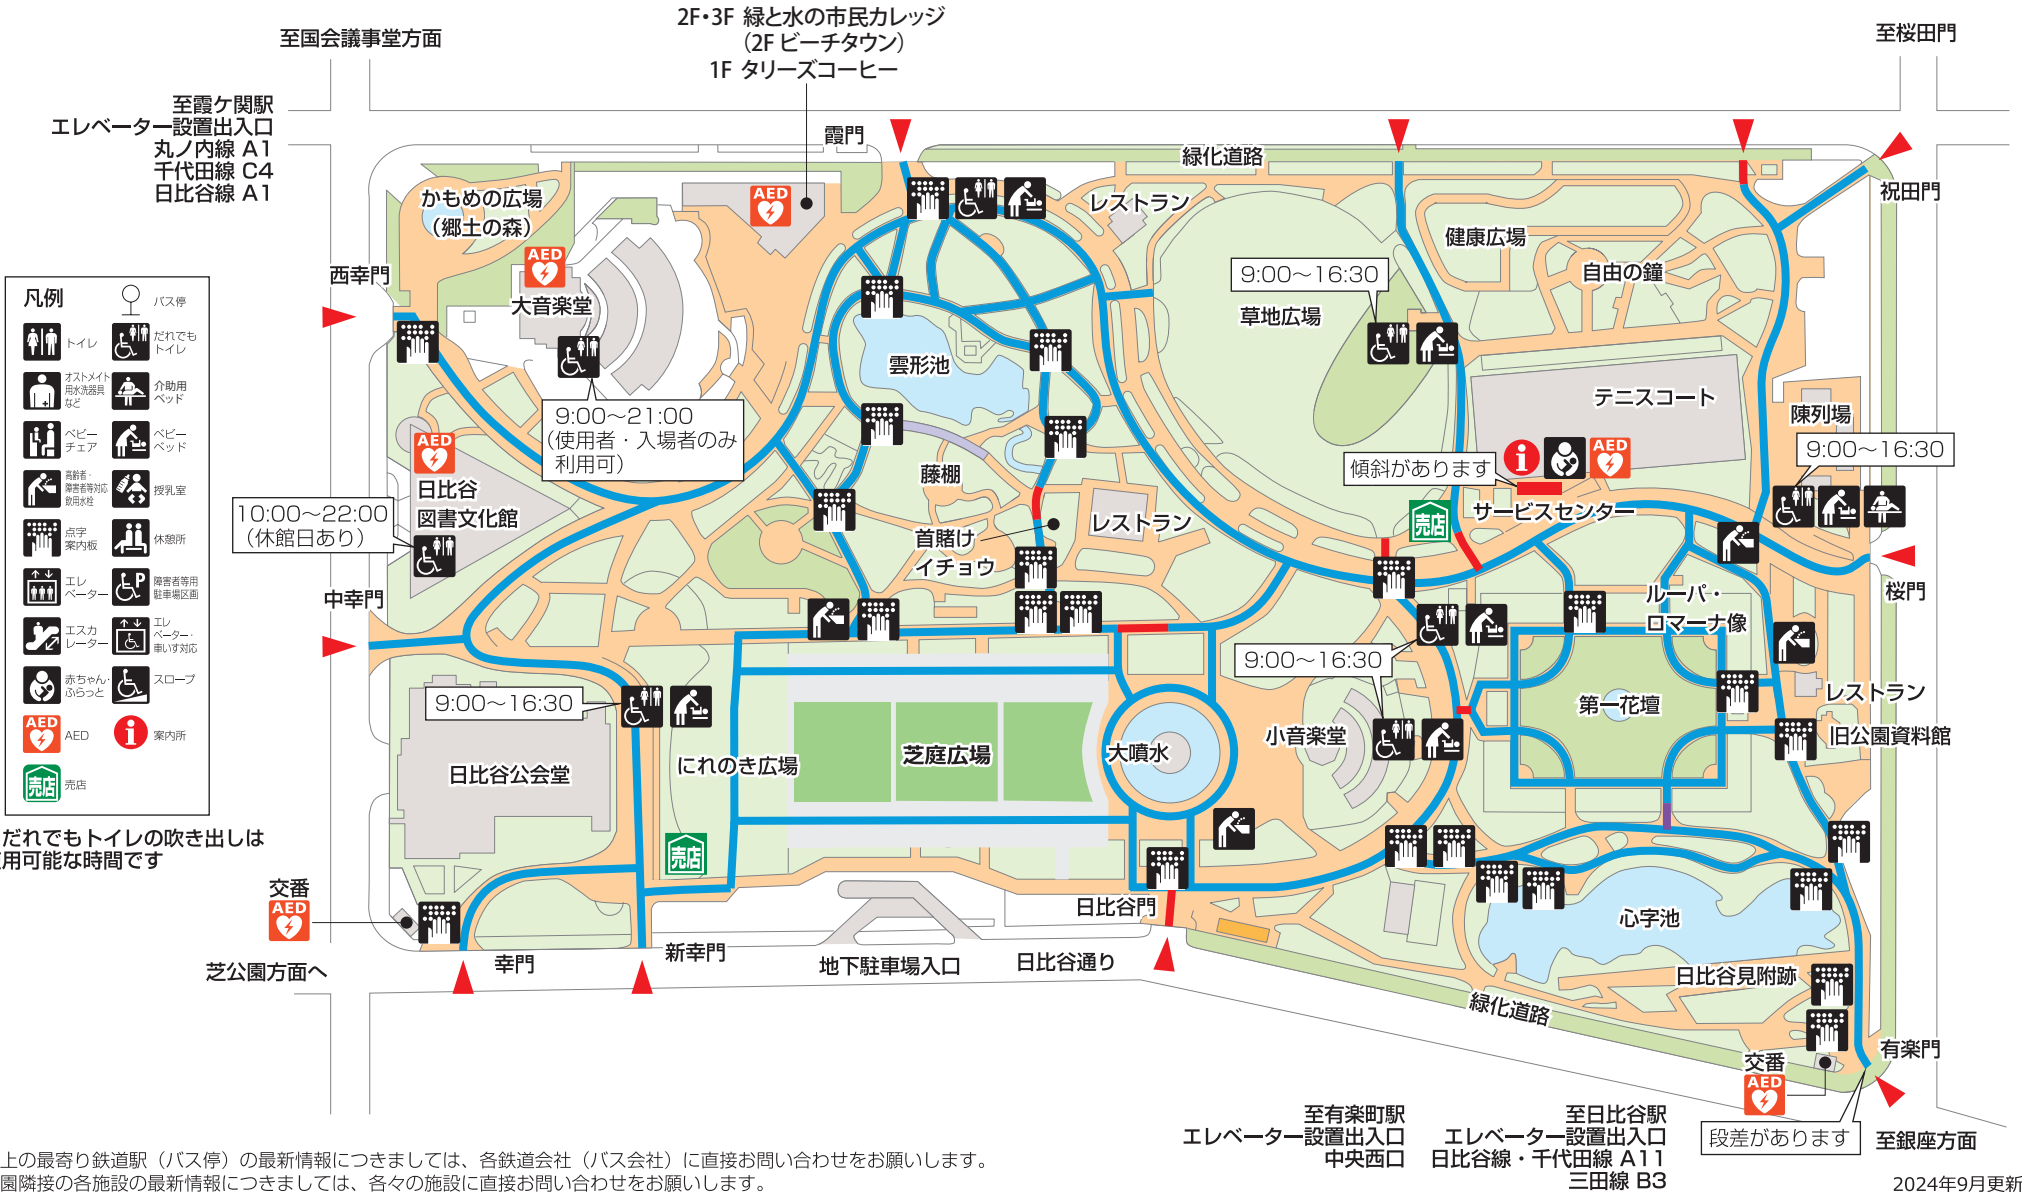 2F・3F 緑と水の市民カレッジ
（2F ビーチタウン）
1F タリーズコーヒー
至国会議事堂方面
至桜田門
至霞ケ関駅
エレベーター設置出入口
丸ノ内線 A1
千代田線 C4
日比谷線 A1
霞門
緑化道路
祝田門
かもめの広場
（郷土の森）
AED
レストラン
健康広場
自由の鐘
西幸門
AED
大音楽堂
9:00〜16:30
草地広場
雲形池
テニスコート
陳列場
9:00〜16:30
9:00〜21:00
（使用者・入場者のみ
利用可）
AED
日比谷
図書文化館
10:00〜22:00
（休館日あり）
藤棚
首賭け
イチョウ
レストラン
傾斜があります
AED
売店
サービスセンター
桜門
中幸門
ルーパ・
ロマーナ像
9:00〜16:30
9:00〜16:30
日比谷公会堂
にれのき広場
芝庭広場
大噴水
小音楽堂
第一花壇
レストラン
旧公園資料館
売店
心字池
日比谷門
日比谷見附跡
交番
AED
芝公園方面へ
幸門
新幸門
地下駐車場入口
日比谷通り
緑化道路
有楽門
交番
AED
段差があります
至銀座方面
至有楽町駅
エレベーター設置出入口
中央西口
至日比谷駅
エレベーター設置出入口
日比谷線・千代田線 A11
三田線 B3
凡例
バス停
トイレ
だれでも
トイレ
オストメイト
用水洗器具
など
介助用
ベッド
ベビー
チェア
ベビー
ベッド
高齢者・
障害者等対応
飲用水栓
授乳室
点字
案内板
休憩所
エレ
ベーター
P
障害者等用
駐車場区画
エスカ
レーター
エレ
ベーター・
車いす対応
赤ちゃん・
ふらっと
スロープ
AED
AED
案内所
売店
売店
だれでもトイレの吹き出しは
用可能な時間です
上の最寄り鉄道駅（バス停）の最新情報につきましては、各鉄道会社（バス会社）に直接お問い合わせをお願いします。
園隣接の各施設の最新情報につきましては、各々の施設に直接お問い合わせをお願いします。
2024年9月更新